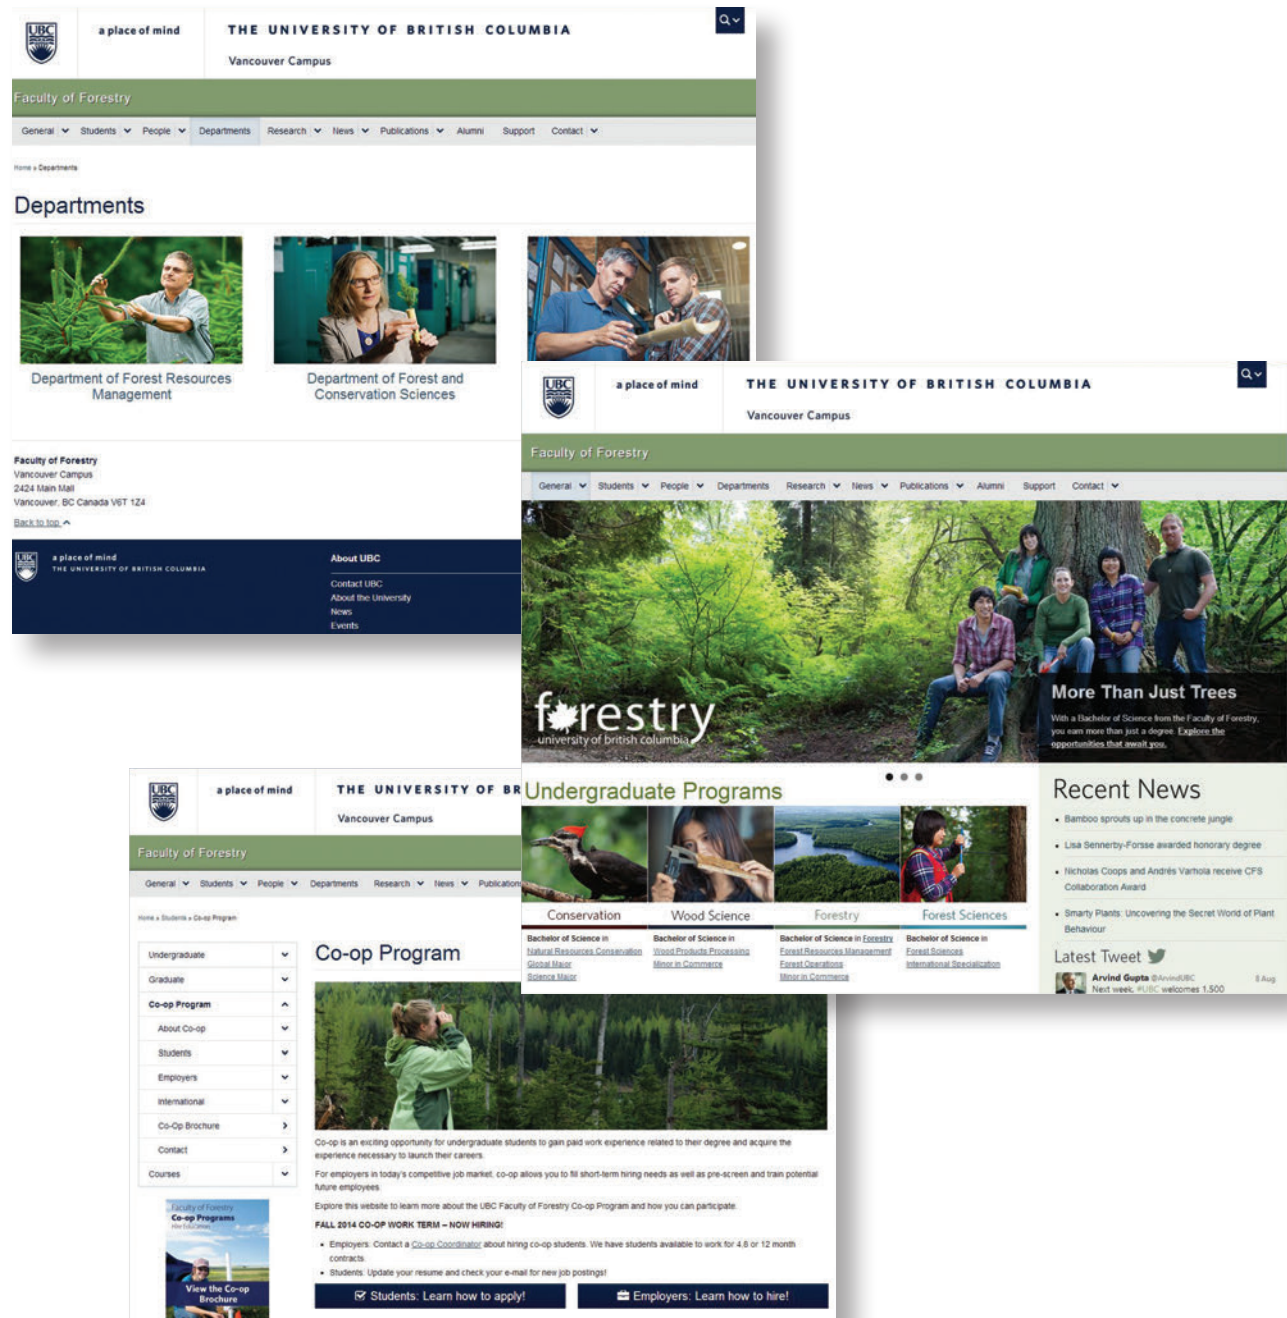 UBC
a place of mind
THE UNIVERSITY OF BRITISH COLUMBIA
Vancouver Campus
Faculty of Forestry
General Students People Departments Research News Publications Alumni Support Contact
Home » Departments
Departments
Department of Forest Resources
Management
Department of Forest and
Conservation Sciences
Faculty of Forestry
Vancouver Campus
2424 Main Mall
Vancouver, BC Canada V6T 1Z4
Back to top
UBC
a place of mind
THE UNIVERSITY OF BRITISH COLUMBIA
About UBC
Contact UBC
About the University
News
Events
UBC
a place of mind
THE UNIVERSITY OF BRITISH COLUMBIA
Vancouver Campus
Faculty of Forestry
General Students People Departments Research News Publications Alumni Support Contact
forestry
university of british columbia
More Than Just Trees
With a Bachelor of Science from the Faculty of Forestry,
you earn more than just a degree. Explore the
opportunities that await you.
Undergraduate Programs
Conservation
Bachelor of Science in
Natural Resources Conservation
Global Major
Science Major
Wood Science
Bachelor of Science in
Wood Products Processing
Minor in Commerce
Forestry
Bachelor of Science in Forestry
Forest Resources Management
Forest Operations
Minor in Commerce
Forest Sciences
Bachelor of Science in
Forest Sciences
International Specialization
Recent News
• Bamboo sprouts up in the concrete jungle
• Lisa Sennerby-Forsse awarded honorary degree
• Nicholas Coops and Andrés Varhola receive CFS
Collaboration Award
• Smarty Plants: Uncovering the Secret World of Plant
Behaviour
Latest Tweet
Arvind Gupta @ArvindUBC 8 Aug
Next week, #UBC welcomes 1,500
UBC
a place of mind
THE UNIVERSITY OF BR
Vancouver Campus
Faculty of Forestry
General Students People Departments Research News Publication
Home » Students » Co-op Program
Undergraduate
Graduate
Co-op Program
About Co-op
Students
Employers
International
Co-Op Brochure
Contact
Courses
Faculty of Forestry
Co-op Programs
Hire Education
View the Co-op
Brochure
Co-op Program
Co-op is an exciting opportunity for undergraduate students to gain paid work experience related to their degree and acquire the
experience necessary to launch their careers.
For employers in today's competitive job market, co-op allows you to fill short-term hiring needs as well as pre-screen and train potential
future employees.
Explore this website to learn more about the UBC Faculty of Forestry Co-op Program and how you can participate.
FALL 2014 CO-OP WORK TERM – NOW HIRING!
• Employers: Contact a Co-op Coordinator about hiring co-op students. We have students available to work for 4,8 or 12 month
contracts.
• Students: Update your resume and check your e-mail for new job postings!
Students: Learn how to apply!
Employers: Learn how to hire!